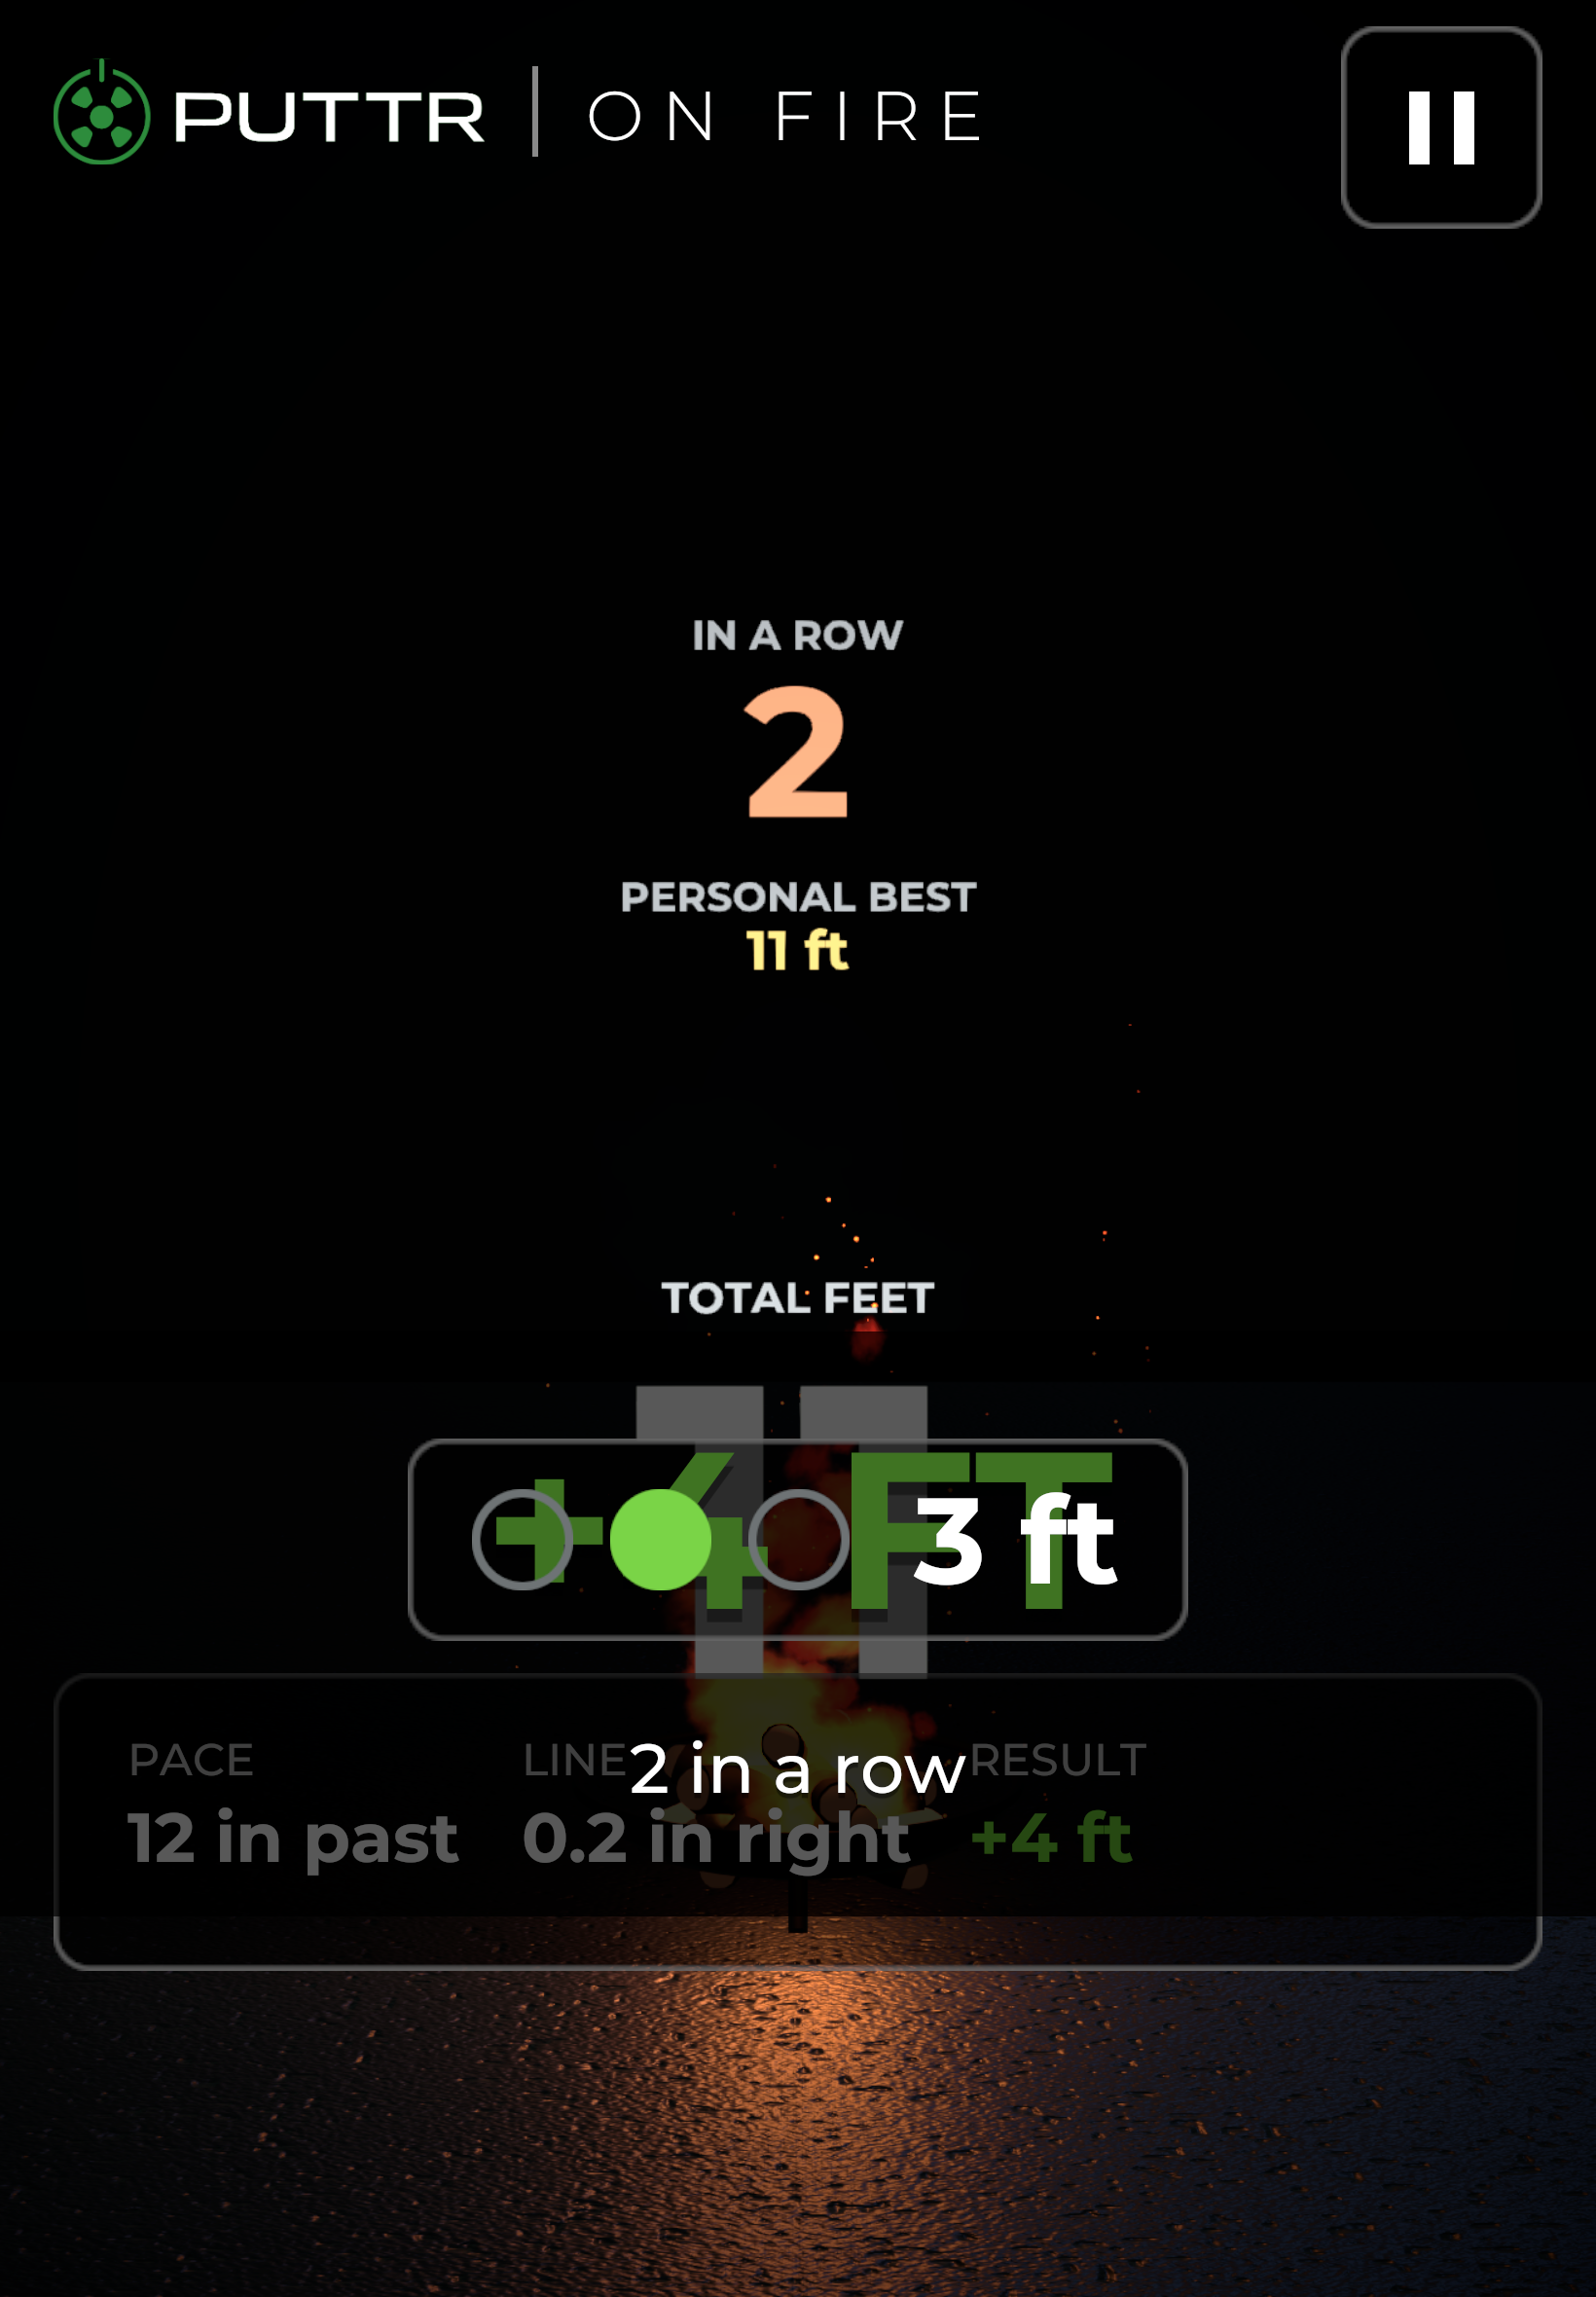 PUTTR | ON FIRE
IN A ROW
2
PERSONAL BEST
11 ft
TOTAL FEET
11
+4 FT
3 ft
2 in a row
PACE LINE RESULT
12 in past 0.2 in right +4 ft